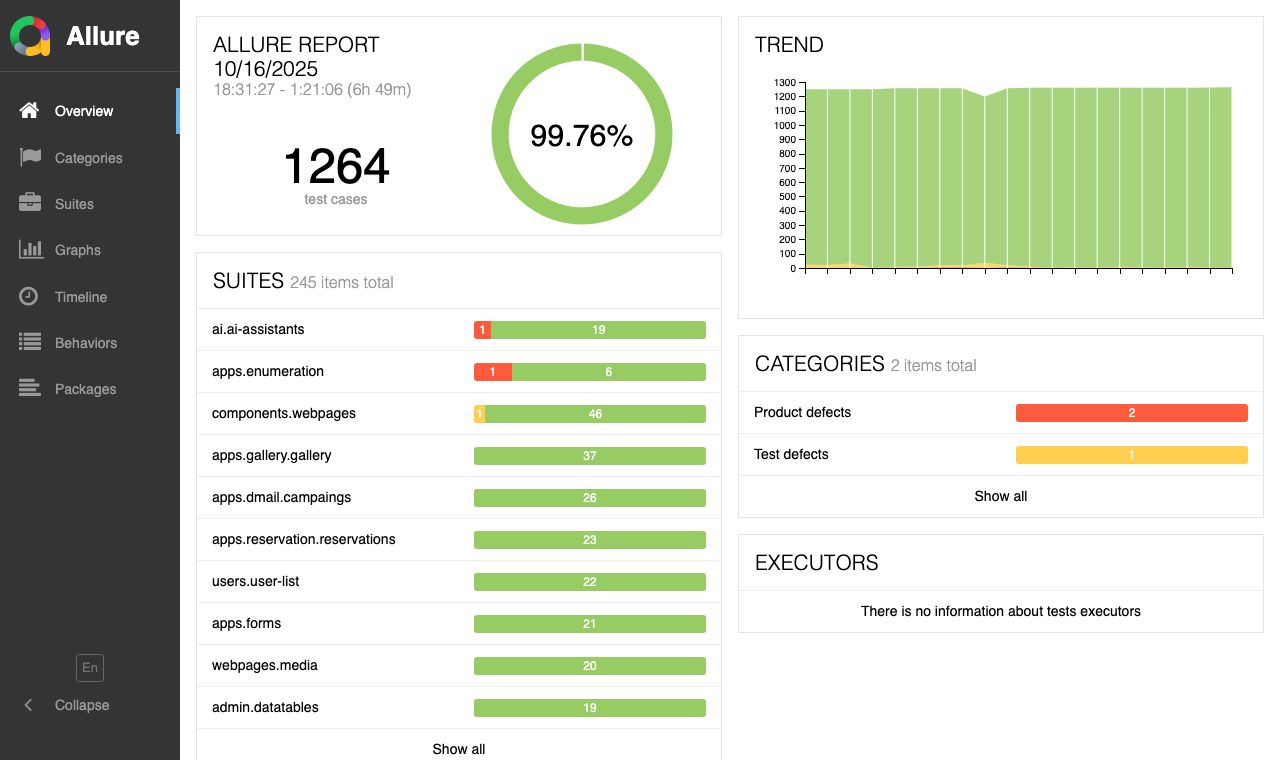 Allure
Overview
Categories
Suites
Graphs
Timeline
Behaviors
Packages
En
Collapse
ALLURE REPORT
10/16/2025
18:31:27 - 1:21:06 (6h 49m)
1264
test cases
99.76%
SUITES 245 items total
ai.ai-assistants 1 19
apps.enumeration 1 6
components.webpages 1 46
apps.gallery.gallery 37
apps.dmail.campaings 26
apps.reservation.reservations 23
users.user-list 22
apps.forms 21
webpages.media 20
admin.datatables 19
Show all
TREND
1300
1200
1100
1000
900
800
700
600
500
400
300
200
100
0
CATEGORIES 2 items total
Product defects 2
Test defects 1
Show all
EXECUTORS
There is no information about tests executors